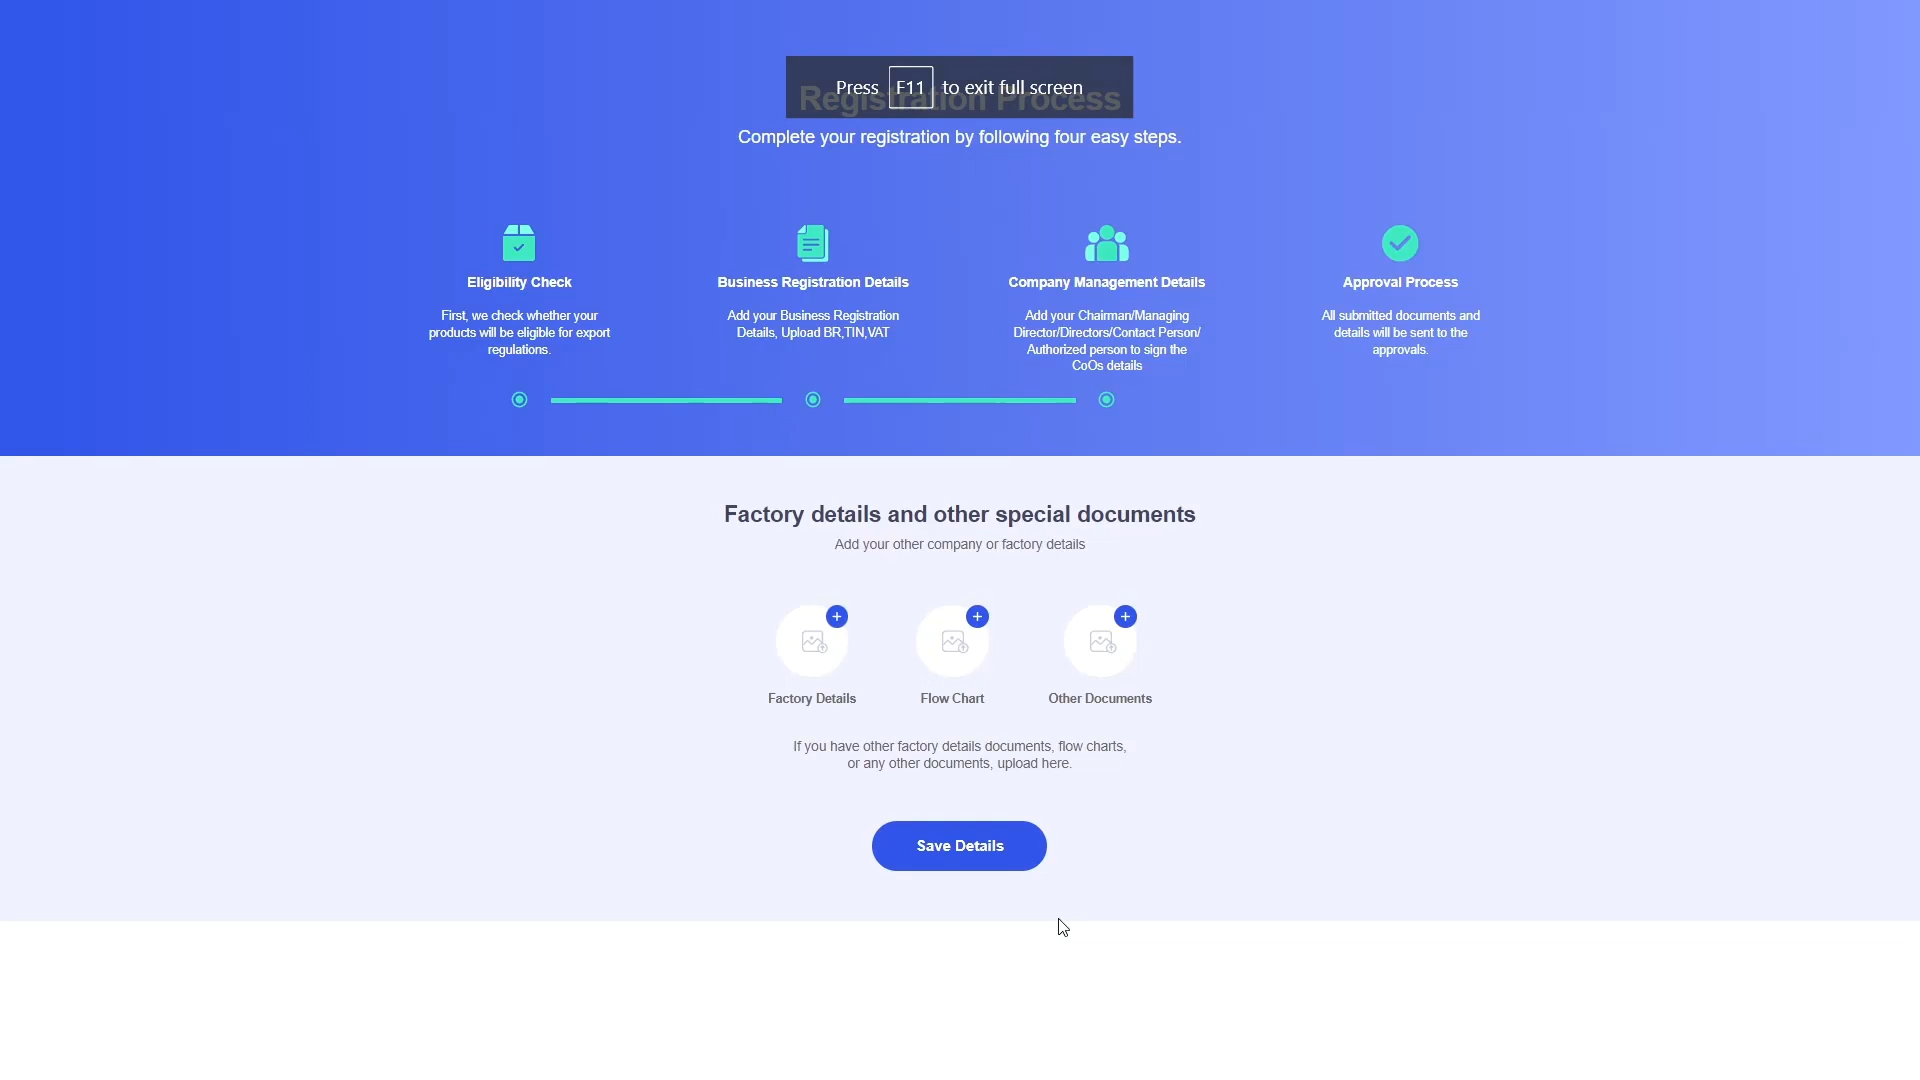 Press F11 to exit full screen
Registration Process
Complete your registration by following four easy steps.
Eligibility Check
First, we check whether your
products will be eligible for export
regulations.
Business Registration Details
Add your Business Registration
Details, Upload BR,TIN,VAT
Company Management Details
Add your Chairman/Managing
Director/Directors/Contact Person/
Authorized person to sign the
CoOs details
Approval Process
All submitted documents and
details will be sent to the
approvals.
Factory details and other special documents
Add your other company or factory details
Factory Details
Flow Chart
Other Documents
If you have other factory details documents, flow charts,
or any other documents, upload here.
Save Details